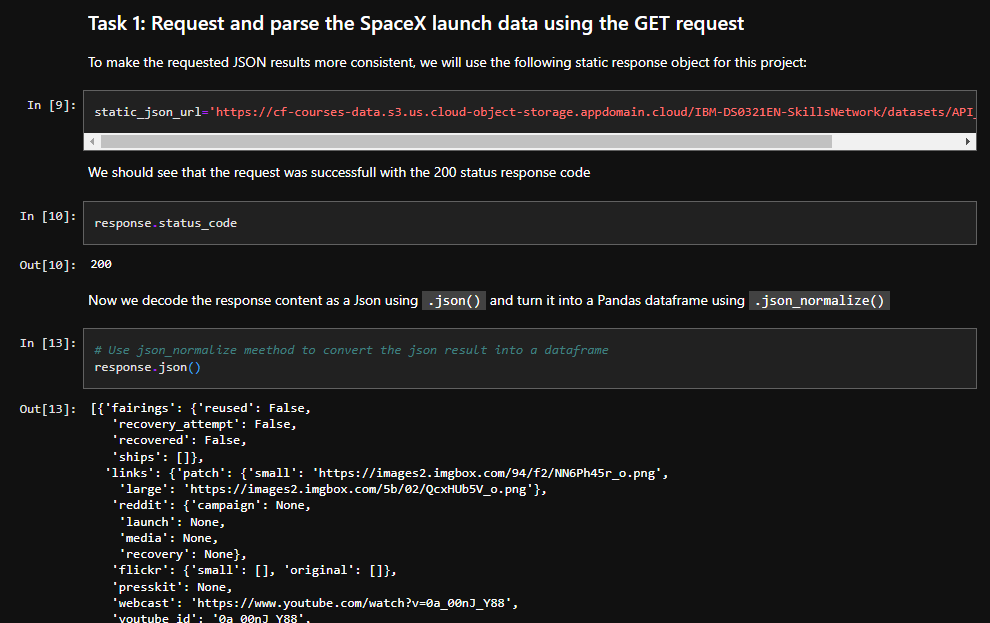 Task 1: Request and parse the SpaceX launch data using the GET request
To make the requested JSON results more consistent, we will use the following static response object for this project:
In [9]: static_json_url='https://cf-courses-data.s3.us.cloud-object-storage.appdomain.cloud/IBM-DS0321EN-SkillsNetwork/datasets/API_
We should see that the request was successfull with the 200 status response code
In [10]: response.status_code
Out[10]: 200
Now we decode the response content as a Json using .json() and turn it into a Pandas dataframe using .json_normalize()
In [13]: # Use json_normalize meethod to convert the json result into a dataframe
response.json()
Out[13]: [{'fairings': {'reused': False,
'recovery_attempt': False,
'recovered': False,
'ships': []},
'links': {'patch': {'small': 'https://images2.imgbox.com/94/f2/NN6Ph45r_o.png',
'large': 'https://images2.imgbox.com/5b/02/QcxHUb5V_o.png'},
'reddit': {'campaign': None,
'launch': None,
'media': None,
'recovery': None},
'flickr': {'small': [], 'original': []},
'presskit': None,
'webcast': 'https://www.youtube.com/watch?v=0a_00nJ_Y88',
'youtube_id': '0a_00nJ_Y88',